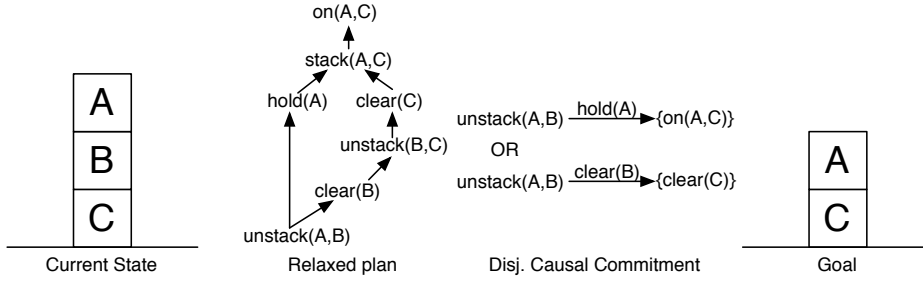 A
B
C
Current State
on(A,C)
stack(A,C)
hold(A)
clear(C)
unstack(B,C)
clear(B)
unstack(A,B)
Relaxed plan
unstack(A,B) hold(A) {on(A,C)}
OR
unstack(A,B) clear(B) {clear(C)}
Disj. Causal Commitment
A
C
Goal